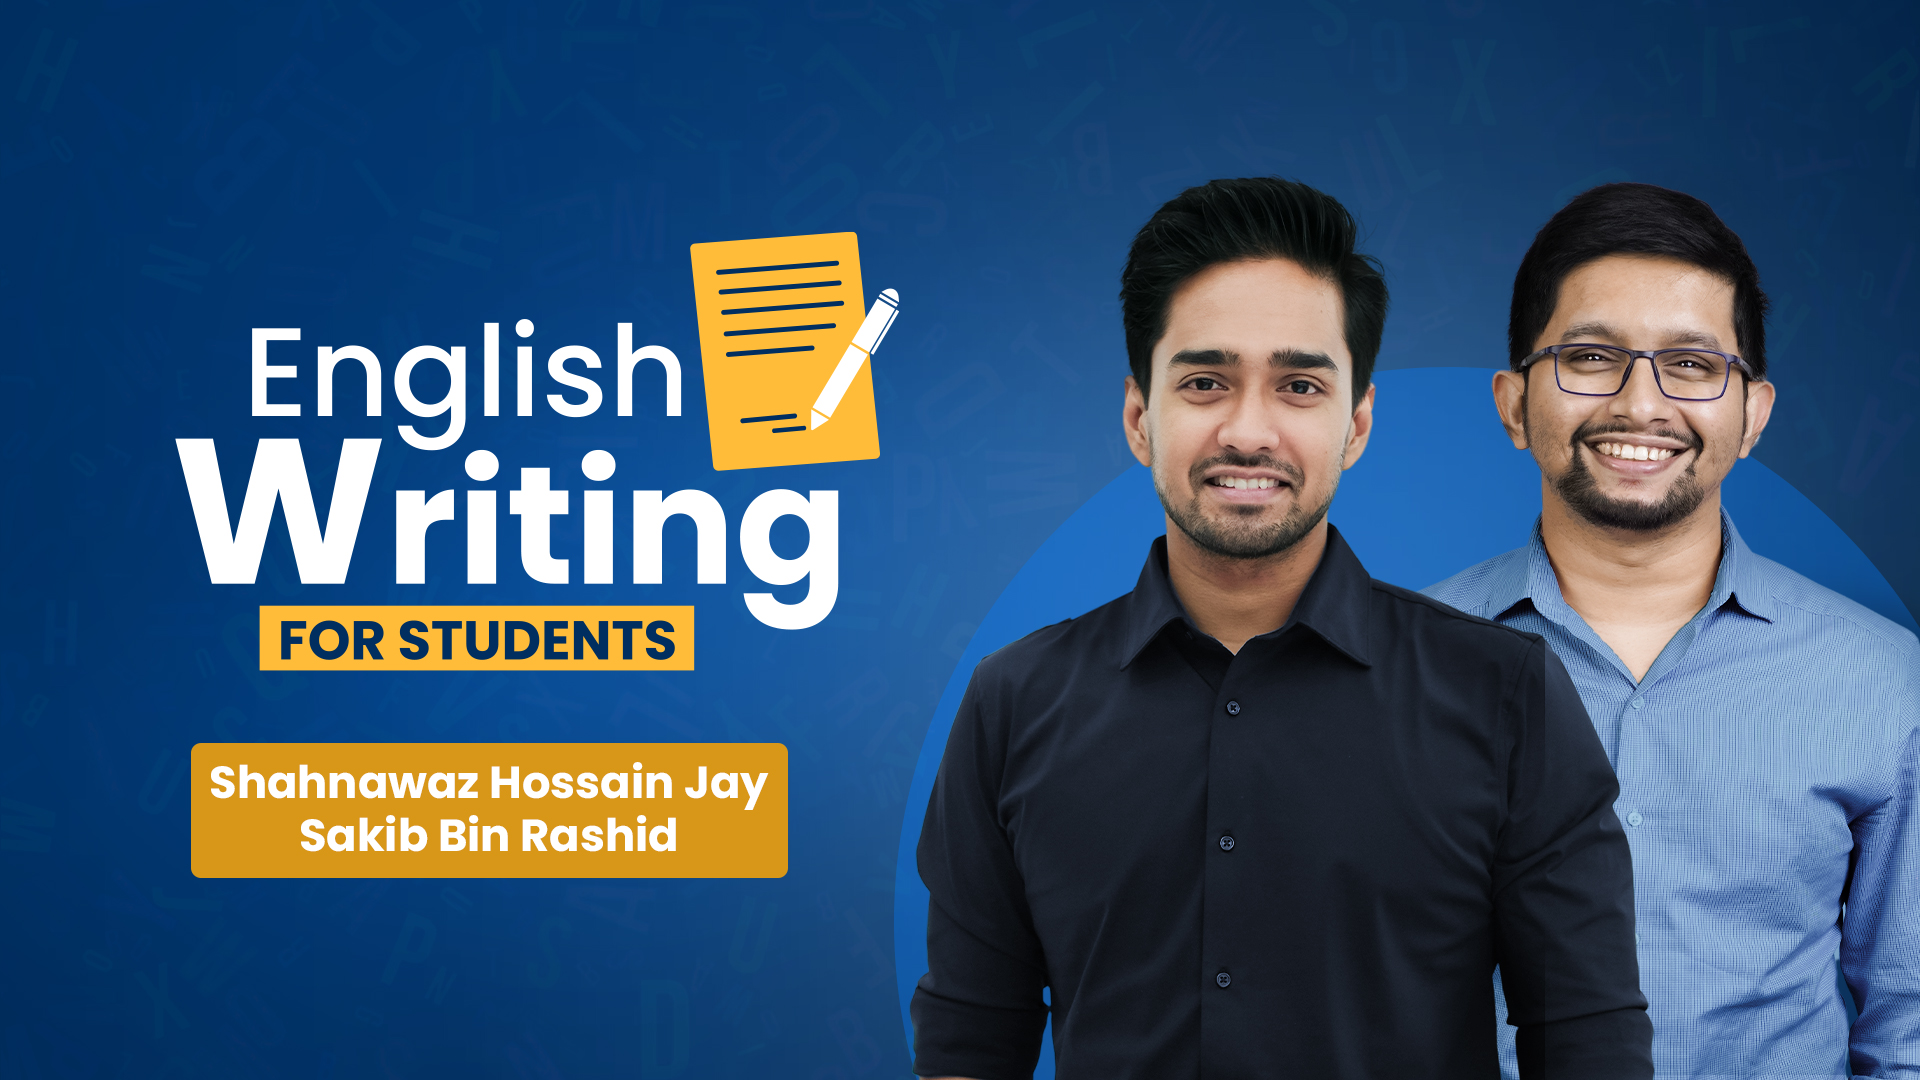 English
Writing
FOR STUDENTS
Shahnawaz Hossain Jay
Sakib Bin Rashid